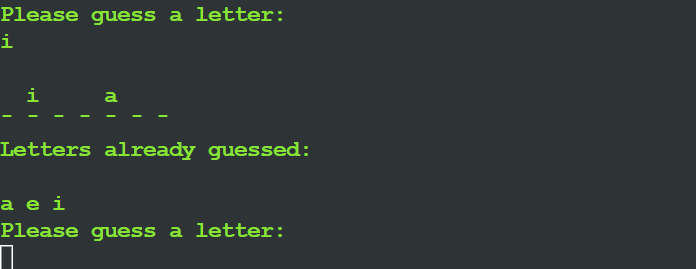 Please guess a letter:
i
  i     a
- - - - - - -
Letters already guessed:
a e i
Please guess a letter: